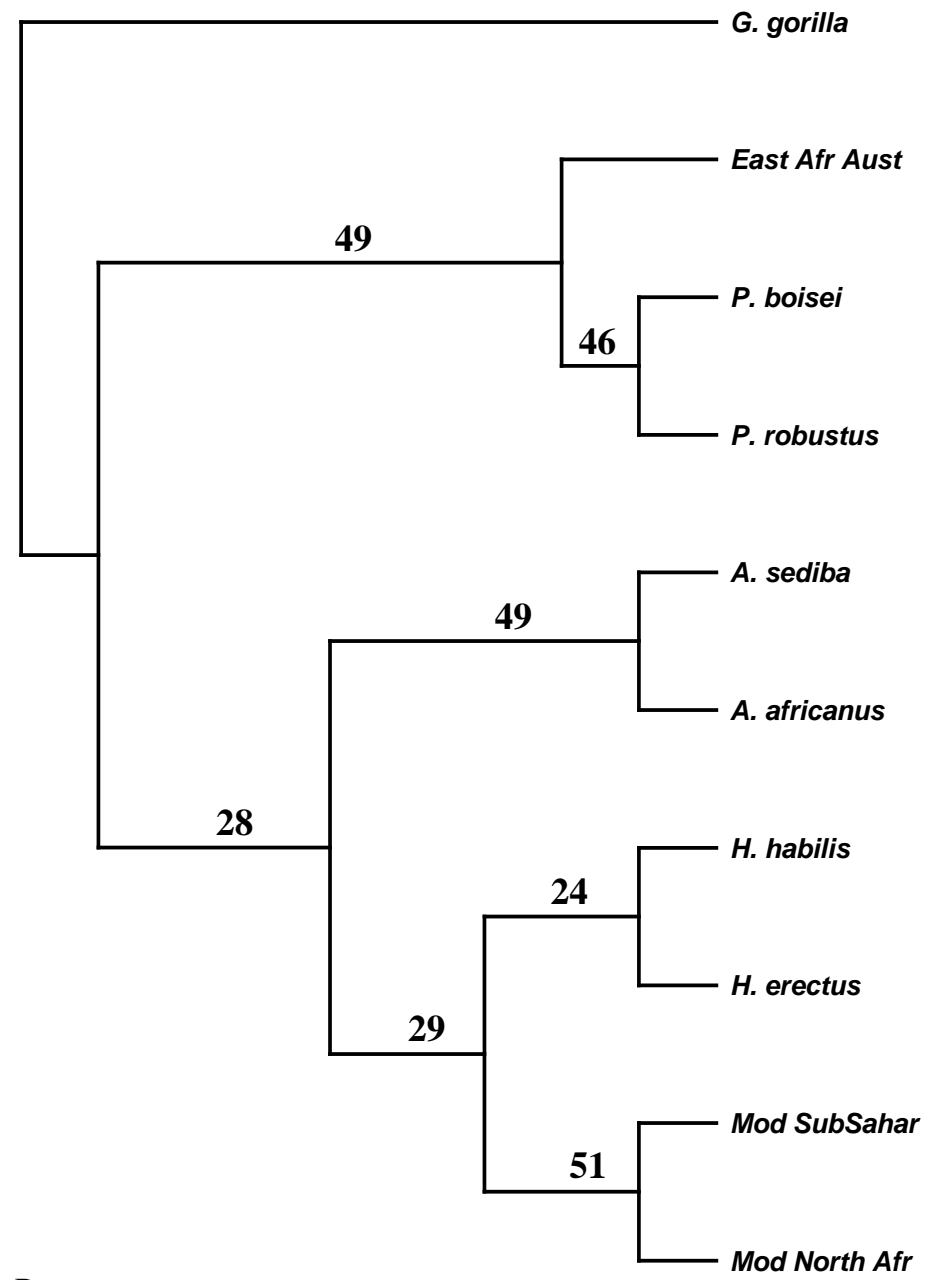 G. gorilla
East Afr Aust
49
P. boisei
46
P. robustus
A. sediba
49
A. africanus
28
H. habilis
24
H. erectus
29
Mod SubSahar
51
Mod North Afr